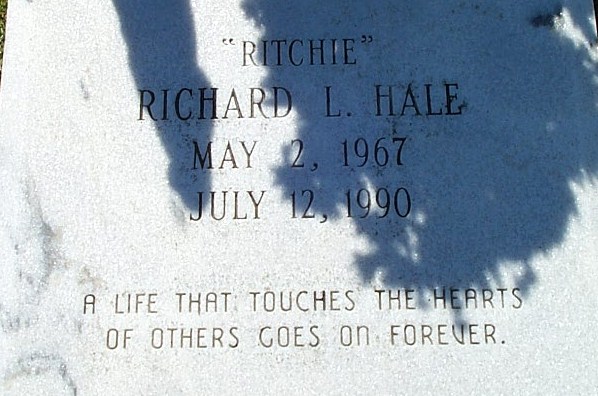 "RITCHIE"
RICHARD L. HALE
MAY 2, 1967
JULY 12, 1990
A LIFE THAT TOUCHES THE HEARTS
OF OTHERS GOES ON FOREVER.